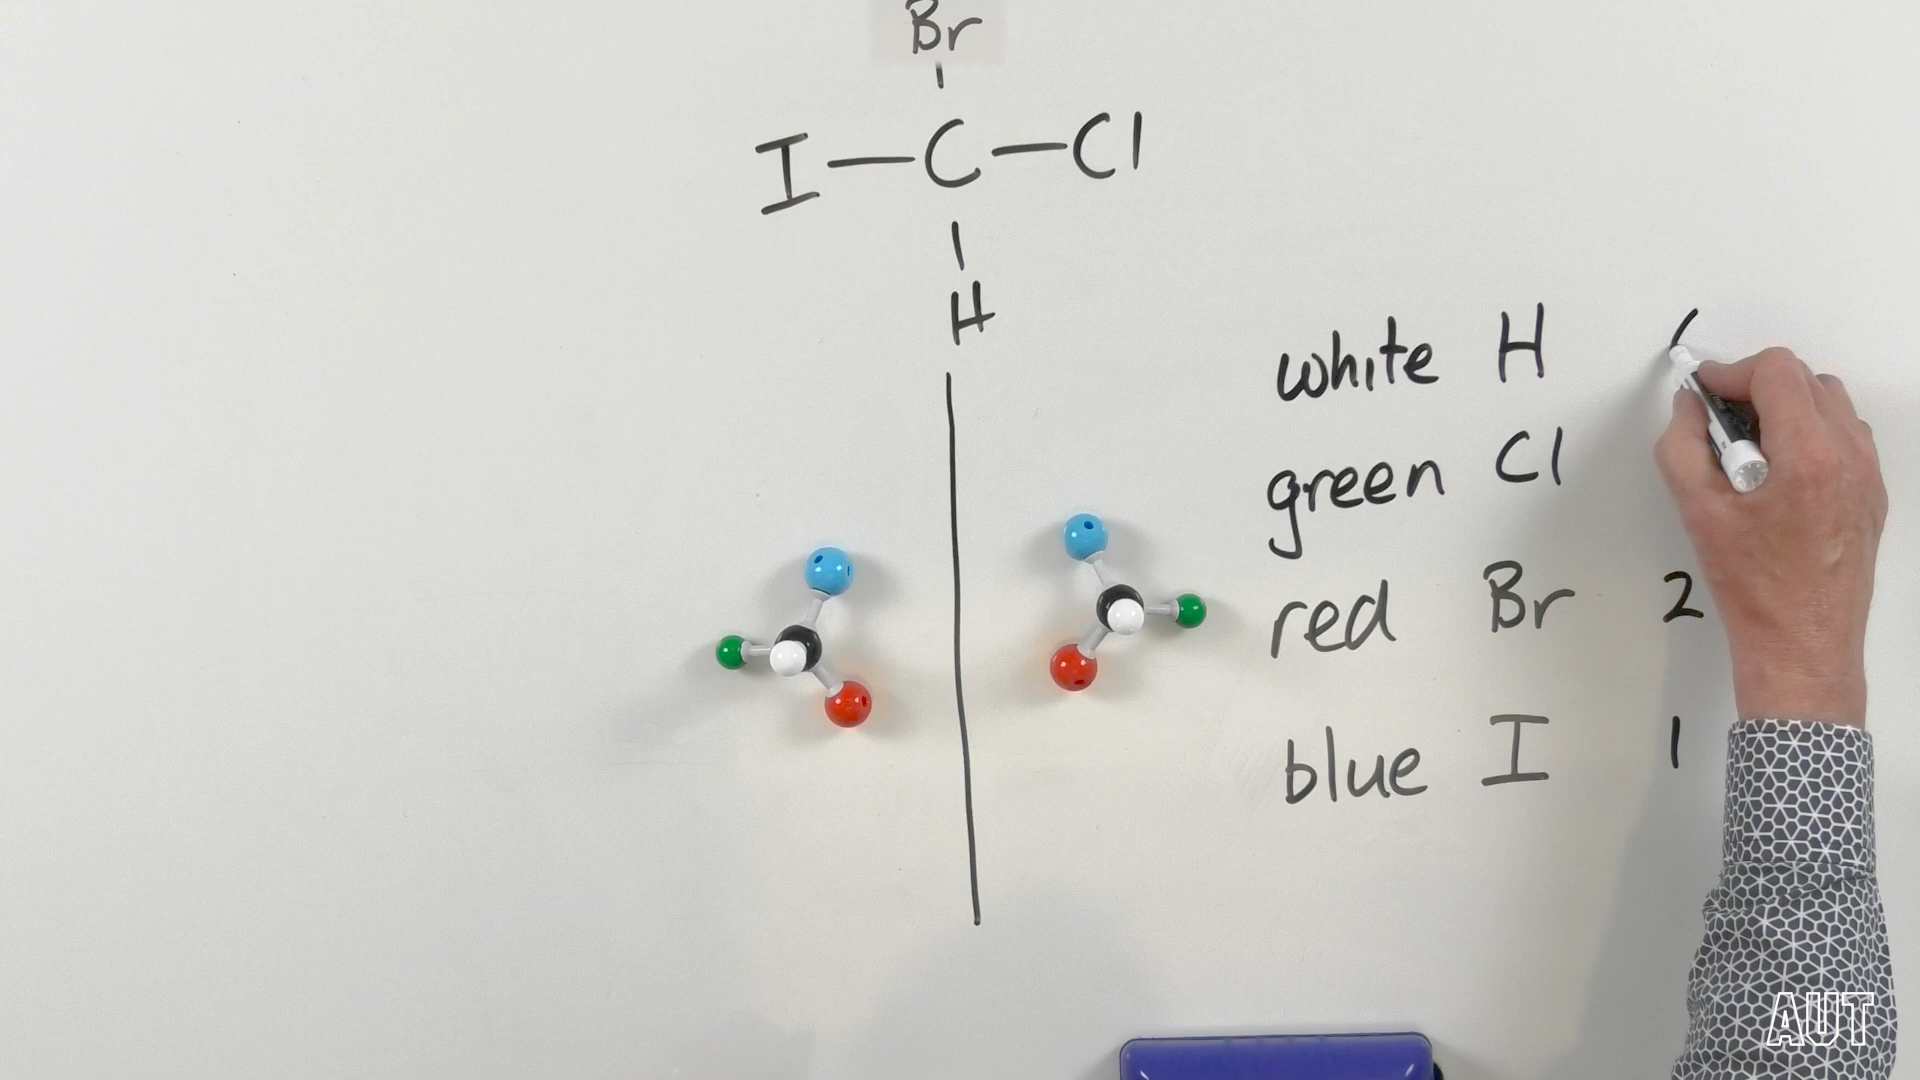 Br
I — C — Cl
H
white H
green Cl
red Br 2
blue I 1
AUT